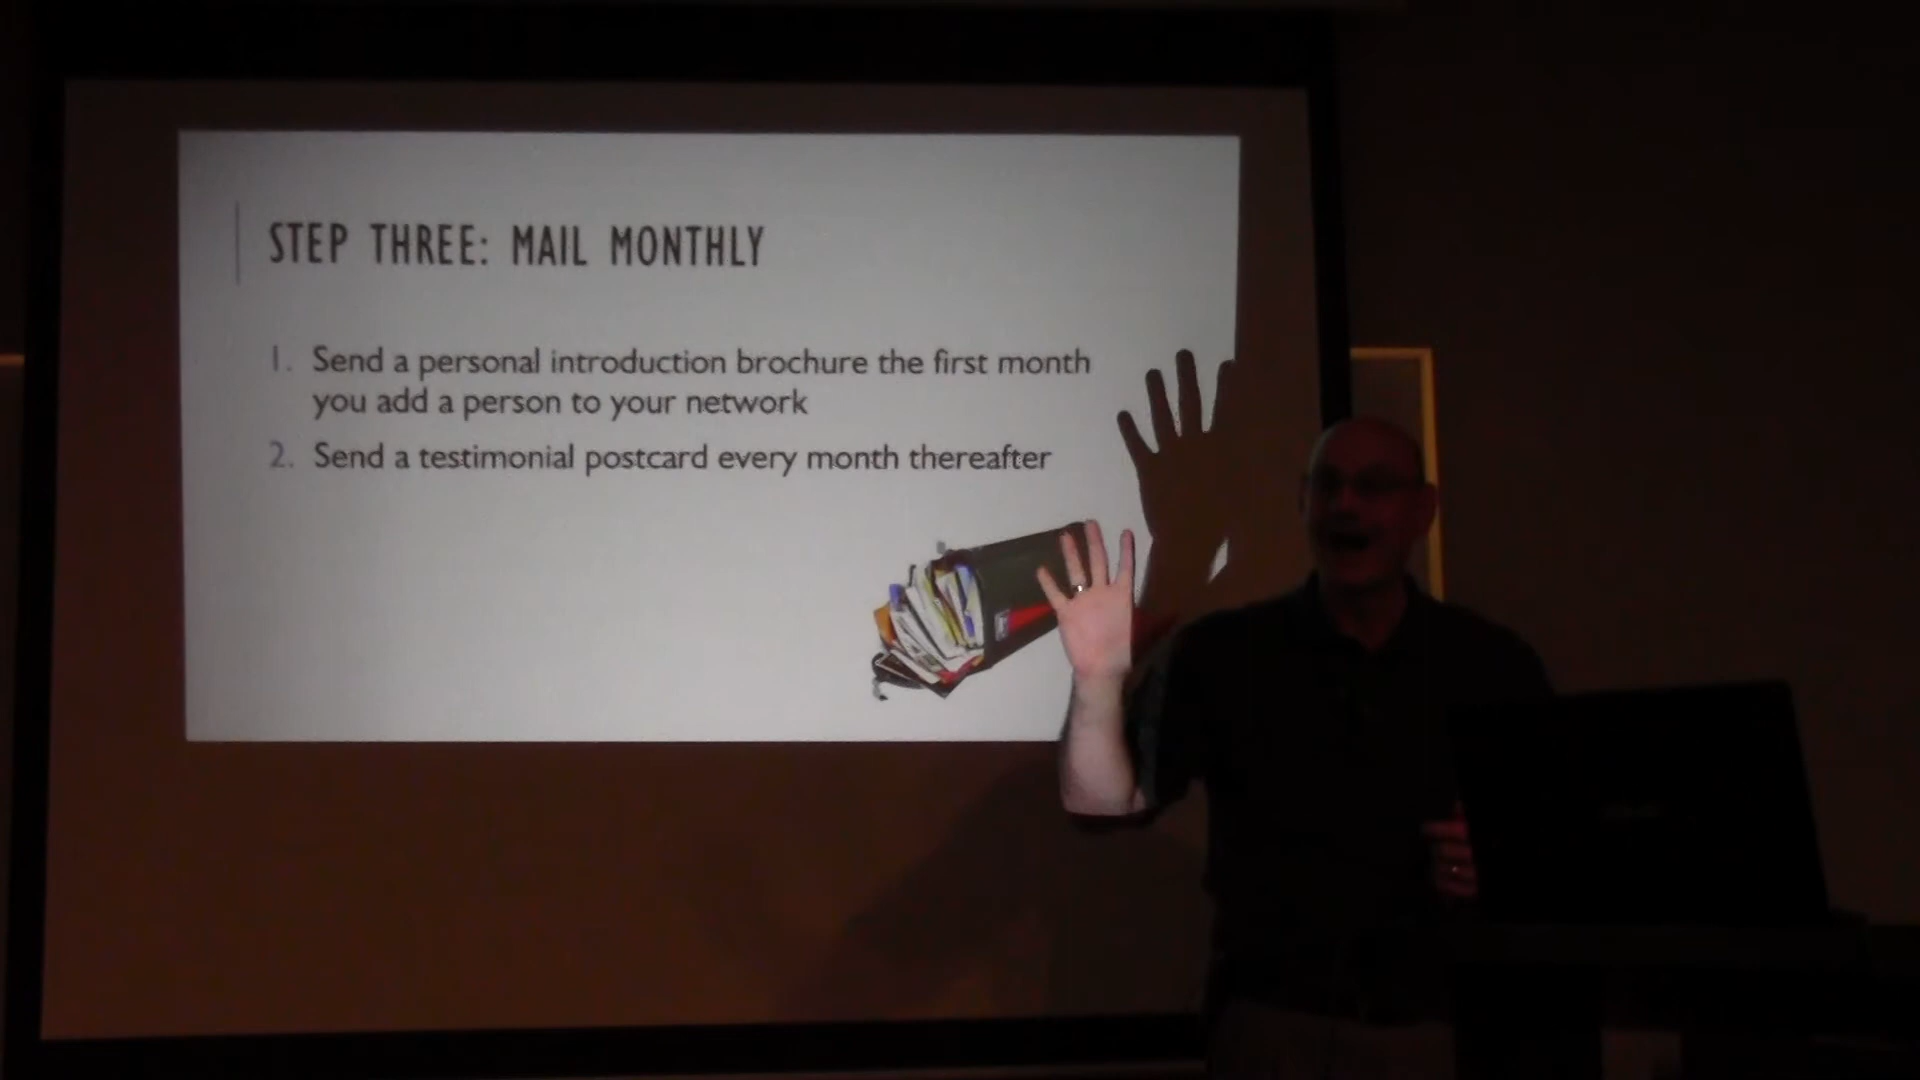 STEP THREE: MAIL MONTHLY
1. Send a personal introduction brochure the first month
you add a person to your network
2. Send a testimonial postcard every month thereafter